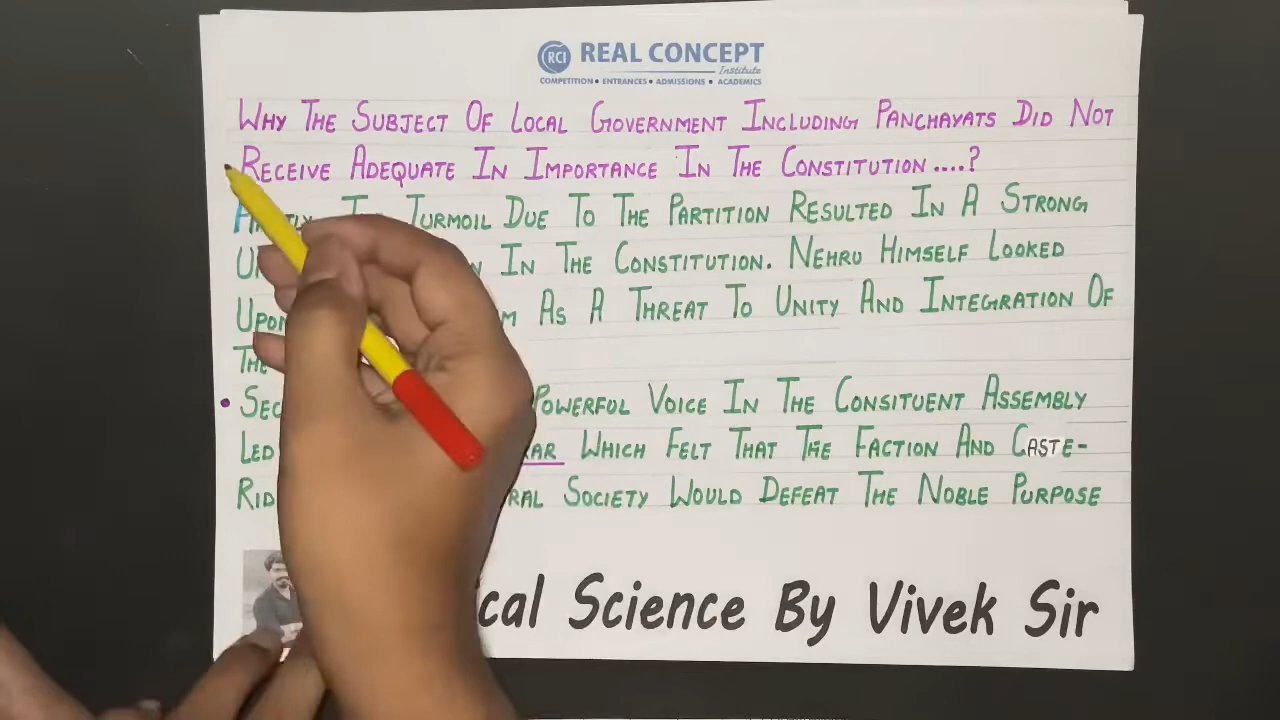 RCI REAL CONCEPT
Institute
COMPETITION • ENTRANCES • ADMISSIONS • ACADEMICS
WHY THE SUBJECT OF LOCAL GOVERNMENT INCLUDING PANCHAYATS DID NOT
RECEIVE ADEQUATE IN IMPORTANCE IN THE CONSTITUTION....?
TURMOIL DUE TO THE PARTITION RESULTED IN A STRONG
IN THE CONSTITUTION. NEHRU HIMSELF LOOKED
AS A THREAT TO UNITY AND INTEGRATION OF
THE
POWERFUL VOICE IN THE CONSITUENT ASSEMBLY
LED WHICH FELT THAT THE FACTION AND CASTE-
SOCIETY WOULD DEFEAT THE NOBLE PURPOSE
Science By Vivek Sir